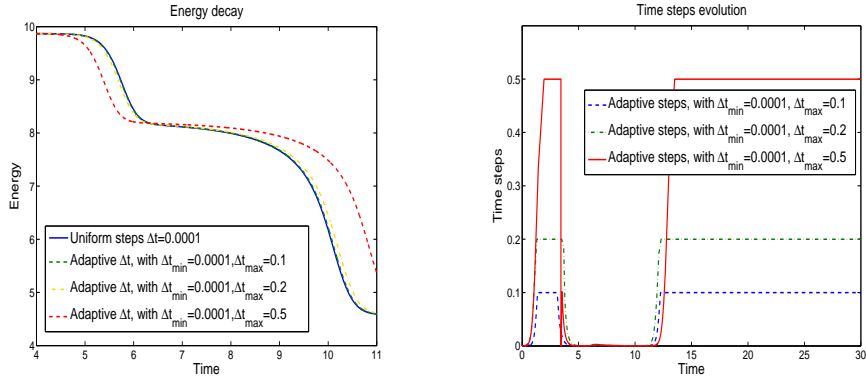 Energy decay
10
9
8
7
6
5
4
Energy
Uniform steps Δt=0.0001
Adaptive Δt, with Δt_min=0.0001,Δt_max=0.1
Adaptive Δt, with Δt_min=0.0001,Δt_max=0.2
Adaptive Δt, with Δt_min=0.0001,Δt_max=0.5
4 5 6 7 8 9 10 11
Time
Time steps evolution
0.5
0.4
0.3
0.2
0.1
0
Time steps
Adaptive steps, with Δt_min=0.0001, Δt_max=0.1
Adaptive steps, with Δt_min=0.0001, Δt_max=0.2
Adaptive steps, with Δt_min=0.0001, Δt_max=0.5
0 5 10 15 20 25 30
Time